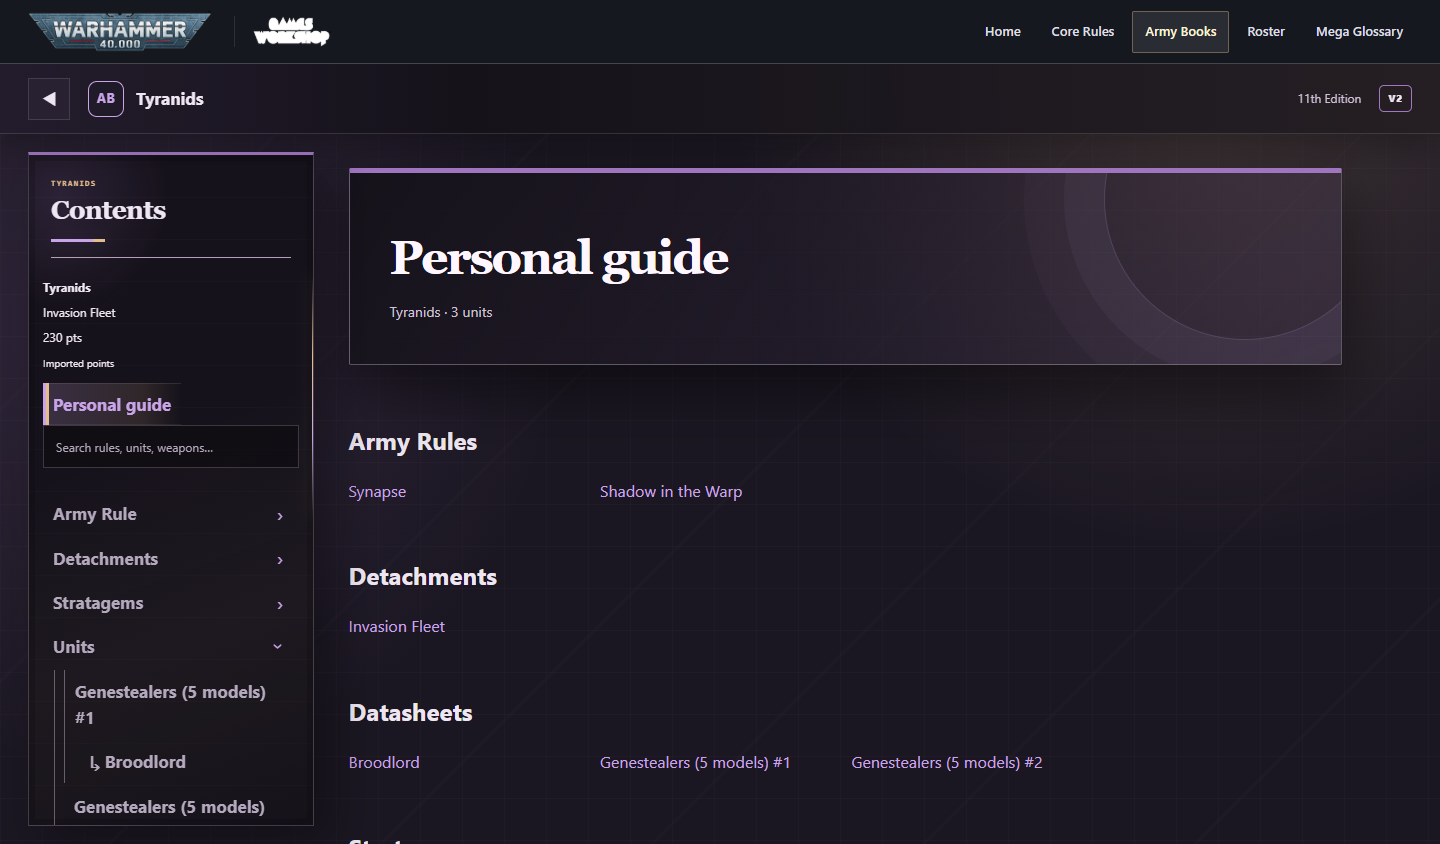 WARHAMMER
40,000
GAMES
WORKSHOP
Home
Core Rules
Army Books
Roster
Mega Glossary
◀
AB
Tyranids
11th Edition
V2
TYRANIDS
Contents
Tyranids
Invasion Fleet
230 pts
Imported points
Personal guide
Search rules, units, weapons...
Army Rule
Detachments
Stratagems
Units
Genestealers (5 models)
#1
↳ Broodlord
Genestealers (5 models)
Personal guide
Tyranids · 3 units
Army Rules
Synapse
Shadow in the Warp
Detachments
Invasion Fleet
Datasheets
Broodlord
Genestealers (5 models) #1
Genestealers (5 models) #2